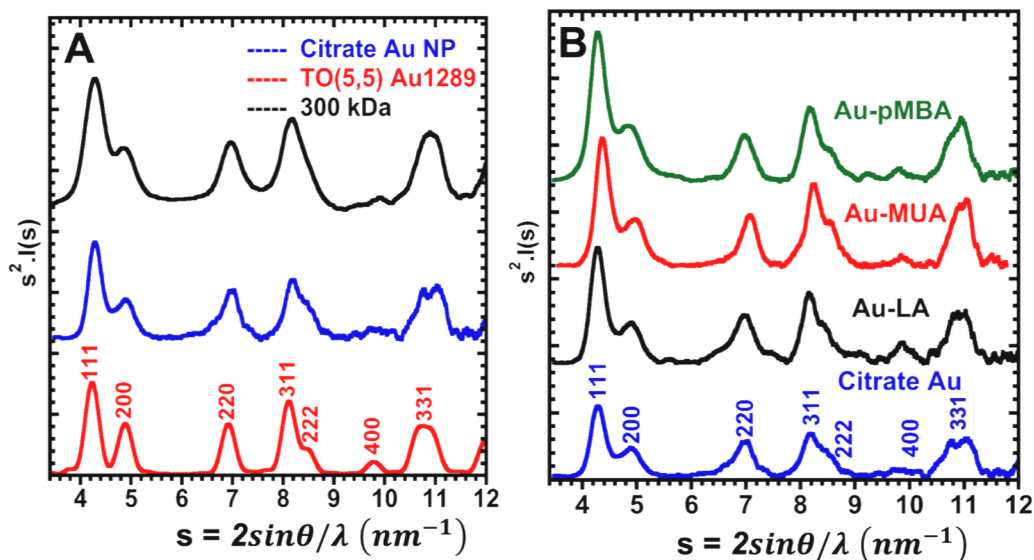 A
Citrate Au NP
TO(5,5) Au1289
300 kDa
s².I(s)
111
200
220
311
222
400
331
4 5 6 7 8 9 10 11 12
s = 2sinθ/λ (nm⁻¹)
B
Au-pMBA
Au-MUA
Au-LA
Citrate Au
s².I(s)
111
200
220
311
222
400
331
4 5 6 7 8 9 10 11 12
s = 2sinθ/λ (nm⁻¹)